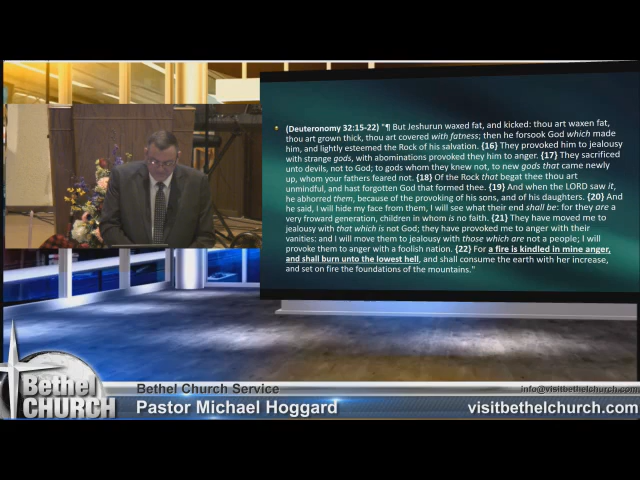 (Deuteronomy 32:15-22) "¶ But Jeshurun waxed fat, and kicked: thou art waxen fat,
thou art grown thick, thou art covered with fatness; then he forsook God which made
him, and lightly esteemed the Rock of his salvation. {16} They provoked him to jealousy
with strange gods, with abominations provoked they him to anger. {17} They sacrificed
unto devils, not to God; to gods whom they knew not, to new gods that came newly
up, whom your fathers feared not. {18} Of the Rock that begat thee thou art
unmindful, and hast forgotten God that formed thee. {19} And when the LORD saw it,
he abhorred them, because of the provoking of his sons, and of his daughters. {20} And
he said, I will hide my face from them, I will see what their end shall be: for they are a
very froward generation, children in whom is no faith. {21} They have moved me to
jealousy with that which is not God; they have provoked me to anger with their
vanities: and I will move them to jealousy with those which are not a people; I will
provoke them to anger with a foolish nation. {22} For a fire is kindled in mine anger,
and shall burn unto the lowest hell, and shall consume the earth with her increase,
and set on fire the foundations of the mountains."
Bethel
CHURCH
Bethel Church Service
info@visitbethelchurch.com
Pastor Michael Hoggard
visitbethelchurch.com